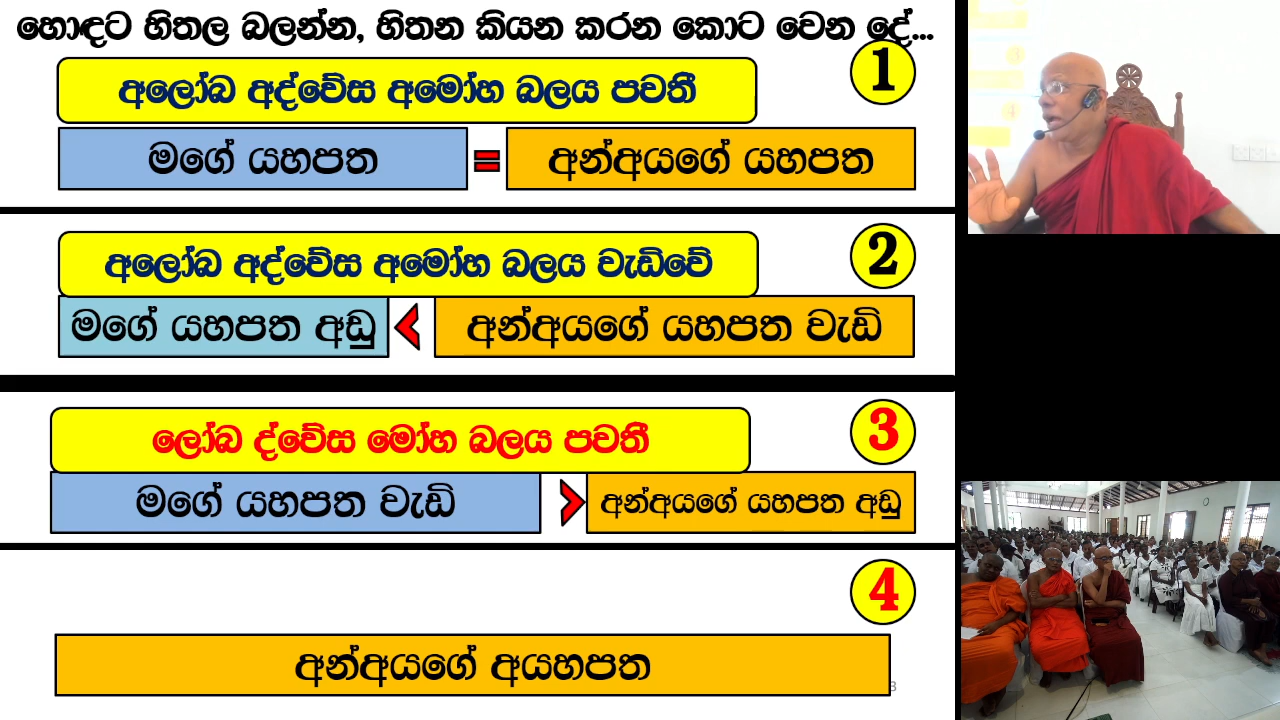 හොඳට හිතල බලන්න, හිතන කියන කරන කොට වෙන දේ...
1
අලෝබ අද්වේස අමෝහ බලය පවතී
මගේ යහපත = අන්අයගේ යහපත
2
අලෝබ අද්වේස අමෝහ බලය වැඩිවේ
මගේ යහපත අඩු < අන්අයගේ යහපත වැඩි
3
ලෝබ ද්වේස මෝහ බලය පවතී
මගේ යහපත වැඩි > අන්අයගේ යහපත අඩු
4
අන්අයගේ අයහපත